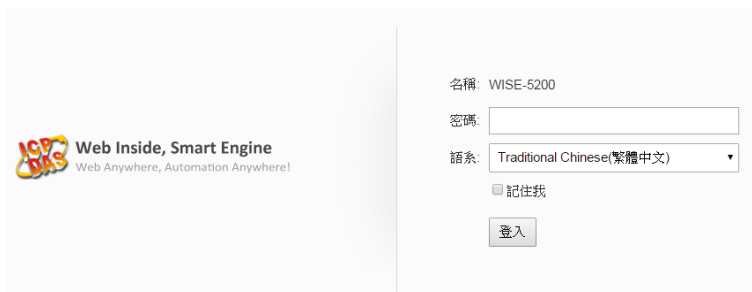 ICP DAS
Web Inside, Smart Engine
Web Anywhere, Automation Anywhere!
名稱: WISE-5200
密碼:
語系: Traditional Chinese(繁體中文)
記住我
登入